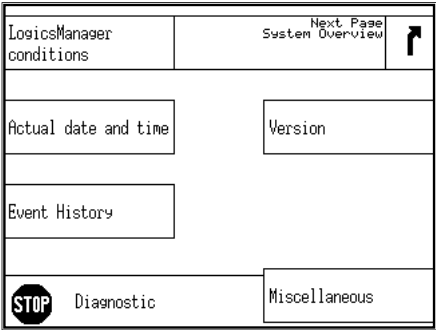 LogicsManager
conditions
Next Page
System Overview
Actual date and time
Version
Event History
STOP
Diagnostic
Miscellaneous